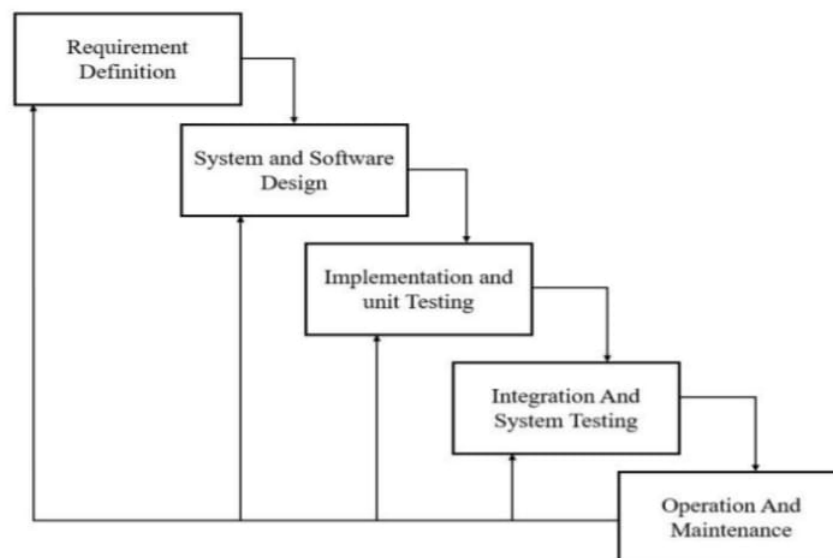 Requirement
Definition
System and Software
Design
Implementation and
unit Testing
Integration And
System Testing
Operation And
Maintenance